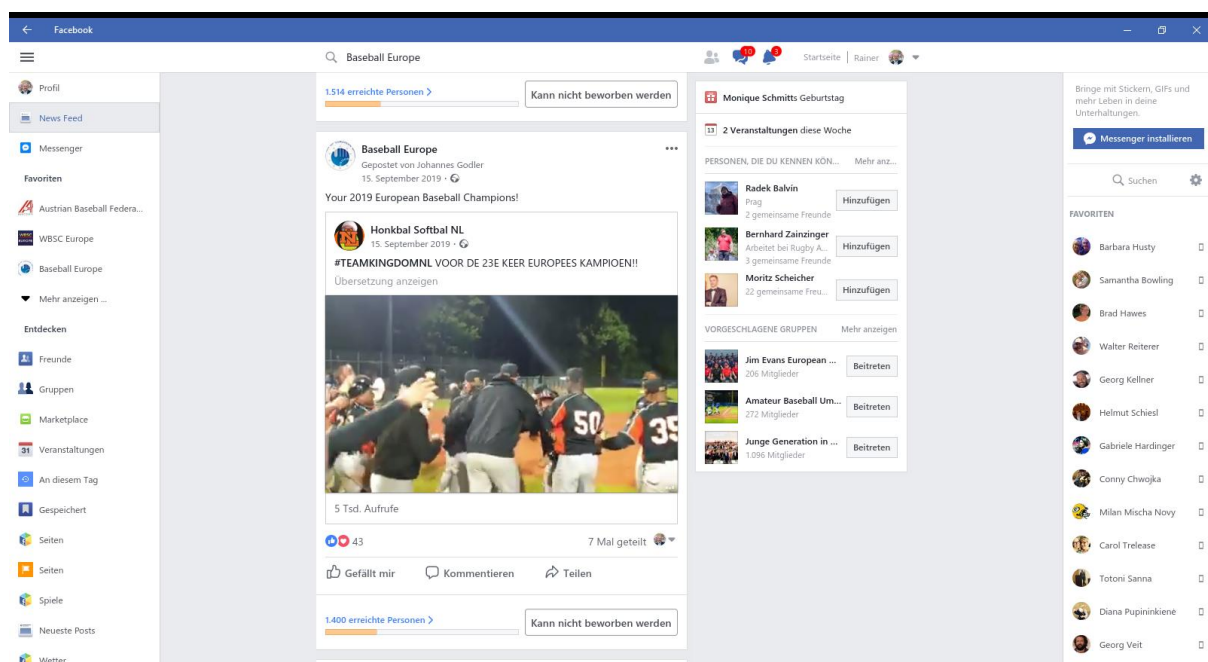 Facebook
Baseball Europe
10
3
Startseite
Rainer
Profil
News Feed
Messenger
Favoriten
Austrian Baseball Federa...
WBSC Europe
Baseball Europe
Mehr anzeigen ...
Entdecken
Freunde
Gruppen
Marketplace
31 Veranstaltungen
An diesem Tag
Gespeichert
Seiten
Seiten
Spiele
Neueste Posts
Wetter
1.514 erreichte Personen
Kann nicht beworben werden
Baseball Europe
Gepostet von Johannes Godler
15. September 2019 ·
Your 2019 European Baseball Champions!
Honkbal Softbal NL
15. September 2019 ·
#TEAMKINGDOMNL VOOR DE 23E KEER EUROPEES KAMPIOEN!!
Übersetzung anzeigen
50
35
5 Tsd. Aufrufe
43
7 Mal geteilt
Gefällt mir
Kommentieren
Teilen
1.400 erreichte Personen
Kann nicht beworben werden
Monique Schmitts Geburtstag
13 2 Veranstaltungen diese Woche
PERSONEN, DIE DU KENNEN KÖN... Mehr anz...
Radek Balvín
Prag
2 gemeinsame Freunde
Hinzufügen
Bernhard Zainzinger
Arbeitet bei Rugby A...
3 gemeinsame Freunde
Hinzufügen
Moritz Scheicher
22 gemeinsame Freu...
Hinzufügen
VORGESCHLAGENE GRUPPEN Mehr anzeigen
Jim Evans European ...
206 Mitglieder
Beitreten
Amateur Baseball Um...
272 Mitglieder
Beitreten
Junge Generation in ...
1.096 Mitglieder
Beitreten
Bringe mit Stickern, GIFs und
mehr Leben in deine
Unterhaltungen.
Messenger installieren
Suchen
FAVORITEN
Barbara Husty
Samantha Bowling
Brad Hawes
Walter Reiterer
Georg Kellner
Helmut Schiesl
Gabriele Hardinger
Conny Chwojka
Milan Mischa Novy
Carol Trelease
Totoni Sanna
Diana Pupininkienė
Georg Veit